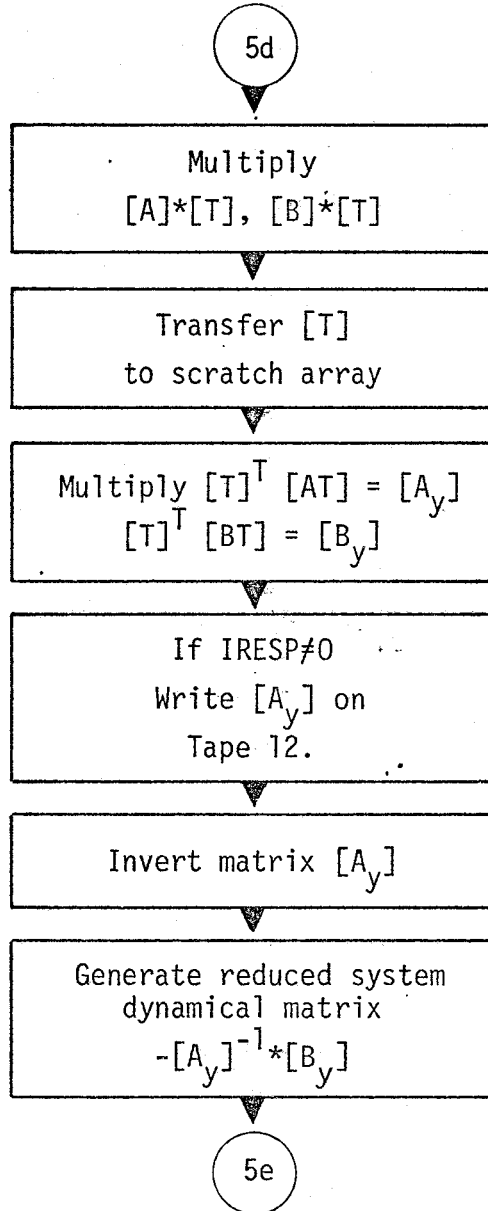 5d
Multiply
[A]*[T], [B]*[T]
Transfer [T]
to scratch array
Multiply [T]ᵀ [AT] = [A_y]
[T]ᵀ [BT] = [B_y]
If IRESP≠0
Write [A_y] on
Tape 12.
Invert matrix [A_y]
Generate reduced system
dynamical matrix
-[A_y]⁻¹*[B_y]
5e